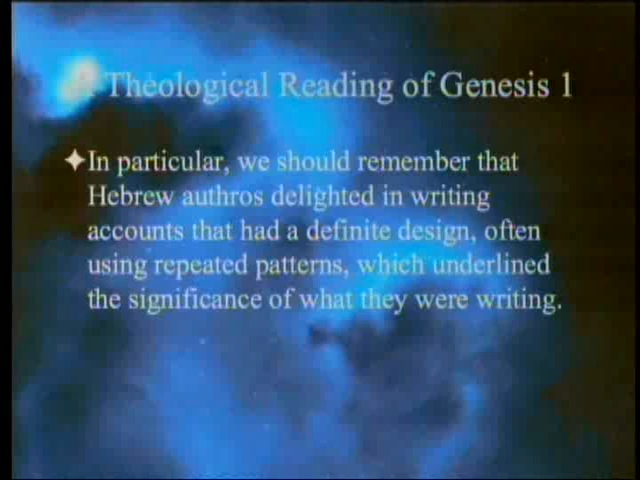 A Theological Reading of Genesis 1
In particular, we should remember that
Hebrew authros delighted in writing
accounts that had a definite design, often
using repeated patterns, which underlined
the significance of what they were writing.